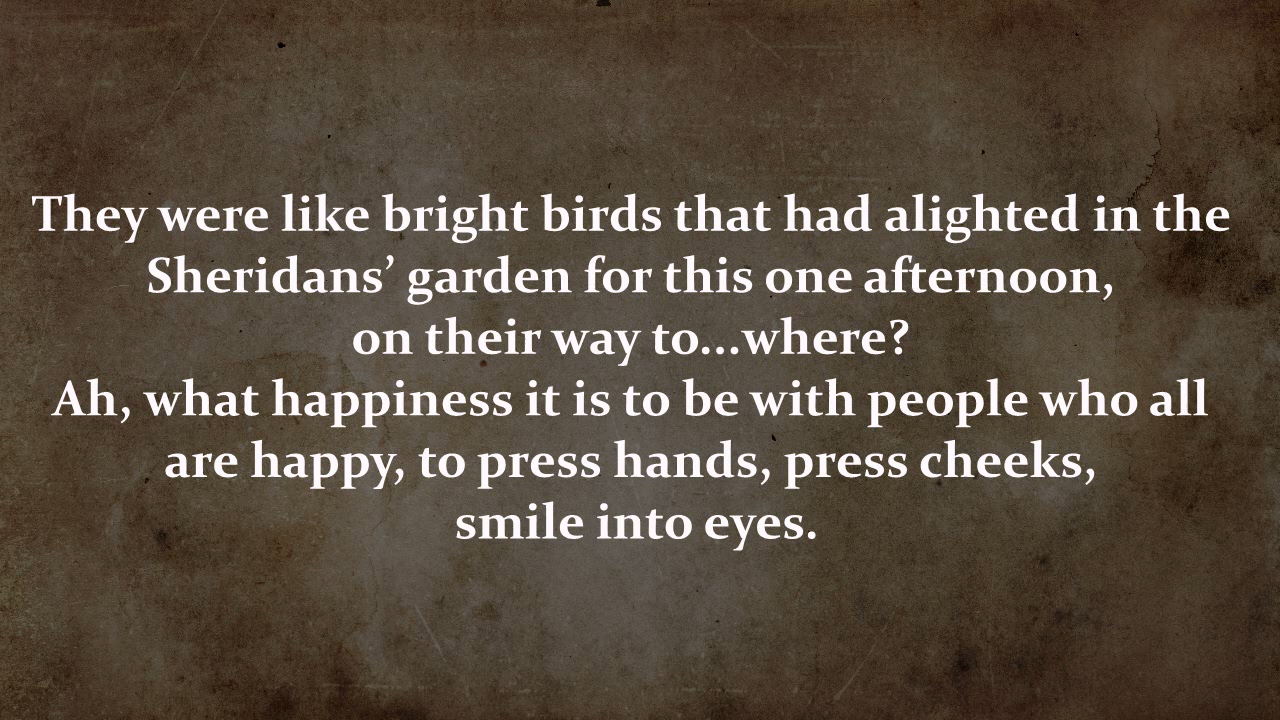 They were like bright birds that had alighted in the
Sheridans’ garden for this one afternoon,
on their way to...where?
Ah, what happiness it is to be with people who all
are happy, to press hands, press cheeks,
smile into eyes.